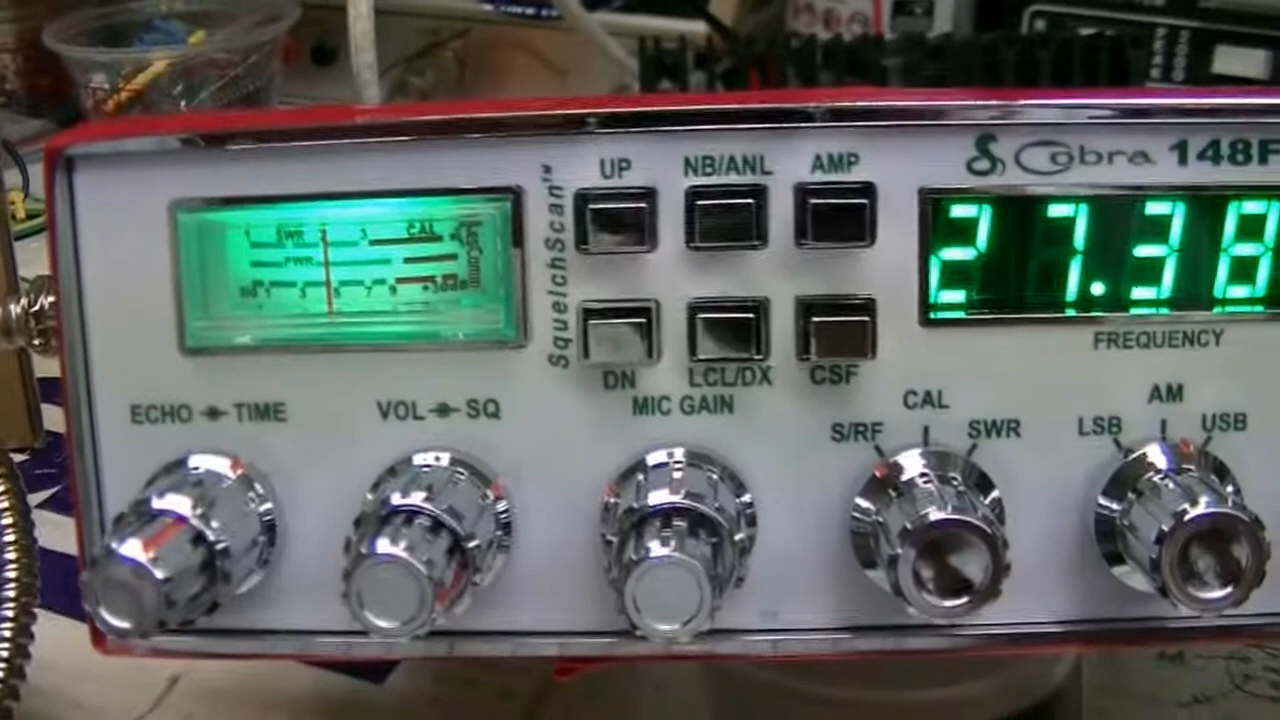 UP NB/ANL AMP
Cobra 148F
SquelchScan™
SWR CAL
PWR
27.38
FREQUENCY
DN LCL/DX CSF
ECHO TIME
VOL SQ
MIC GAIN
S/RF CAL SWR
LSB AM USB